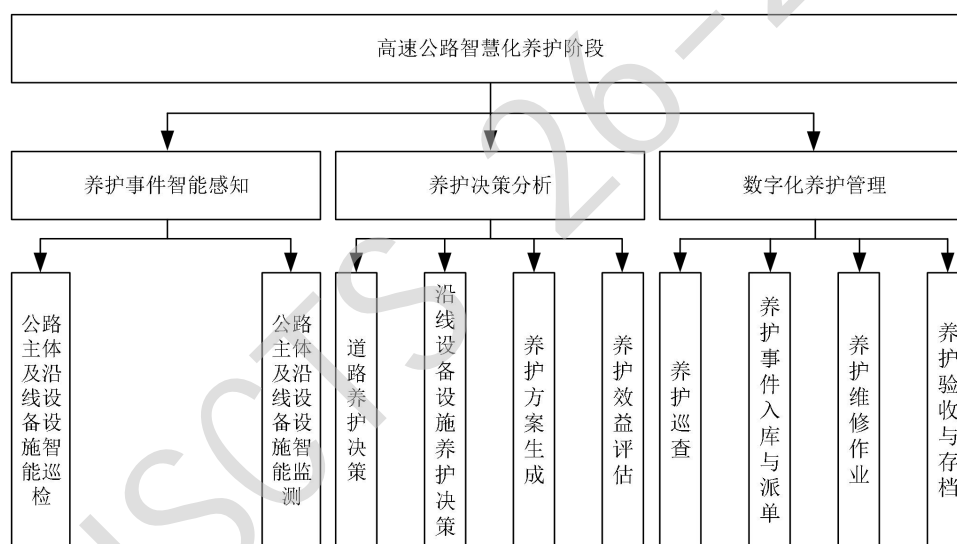 高速公路智慧化养护阶段
养护事件智能感知
养护决策分析
数字化养护管理
公路主体及沿线设备设施智能巡检
公路主体及沿线设备设施智能监测
道路养护决策
沿线设备设施养护决策
养护方案生成
养护效益评估
养护巡查
养护事件入库与派单
养护维修作业
养护验收与存档
SCTS 26-